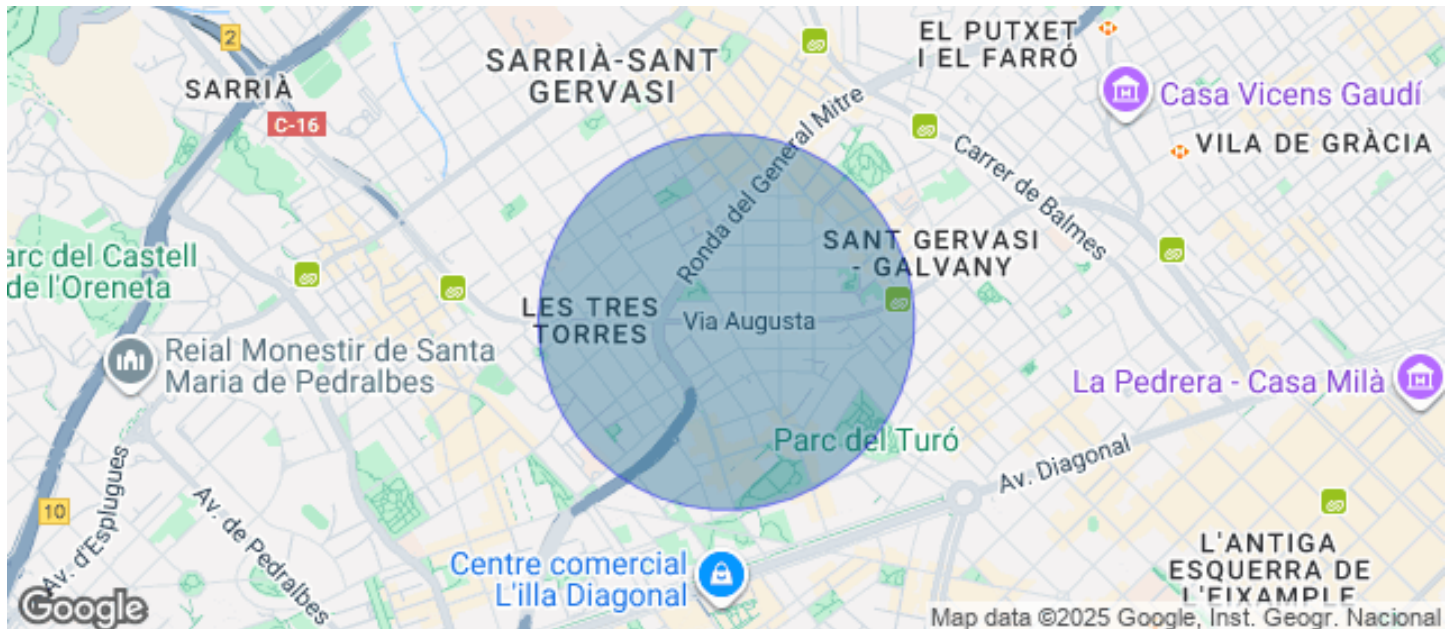 EL PUTXET
I EL FARRÓ
2
SARRIÀ-SANT
GERVASI
SARRIÀ
Casa Vicens Gaudí
C-16
Ronda del General Mitre
VILA DE GRÀCIA
Carrer de Balmes
SANT GERVASI
- GALVANY
arc del Castell
de l'Oreneta
LES TRES
TORRES
Via Augusta
Reial Monestir de Santa
Maria de Pedralbes
La Pedrera - Casa Milà
Parc del Turó
Av. Diagonal
10
Av. d'Esplugues
Av. de Pedralbes
Centre comercial
L'illa Diagonal
L'ANTIGA
ESQUERRA DE
L'EIXAMPLE
Google
Map data ©2025 Google, Inst. Geogr. Nacional